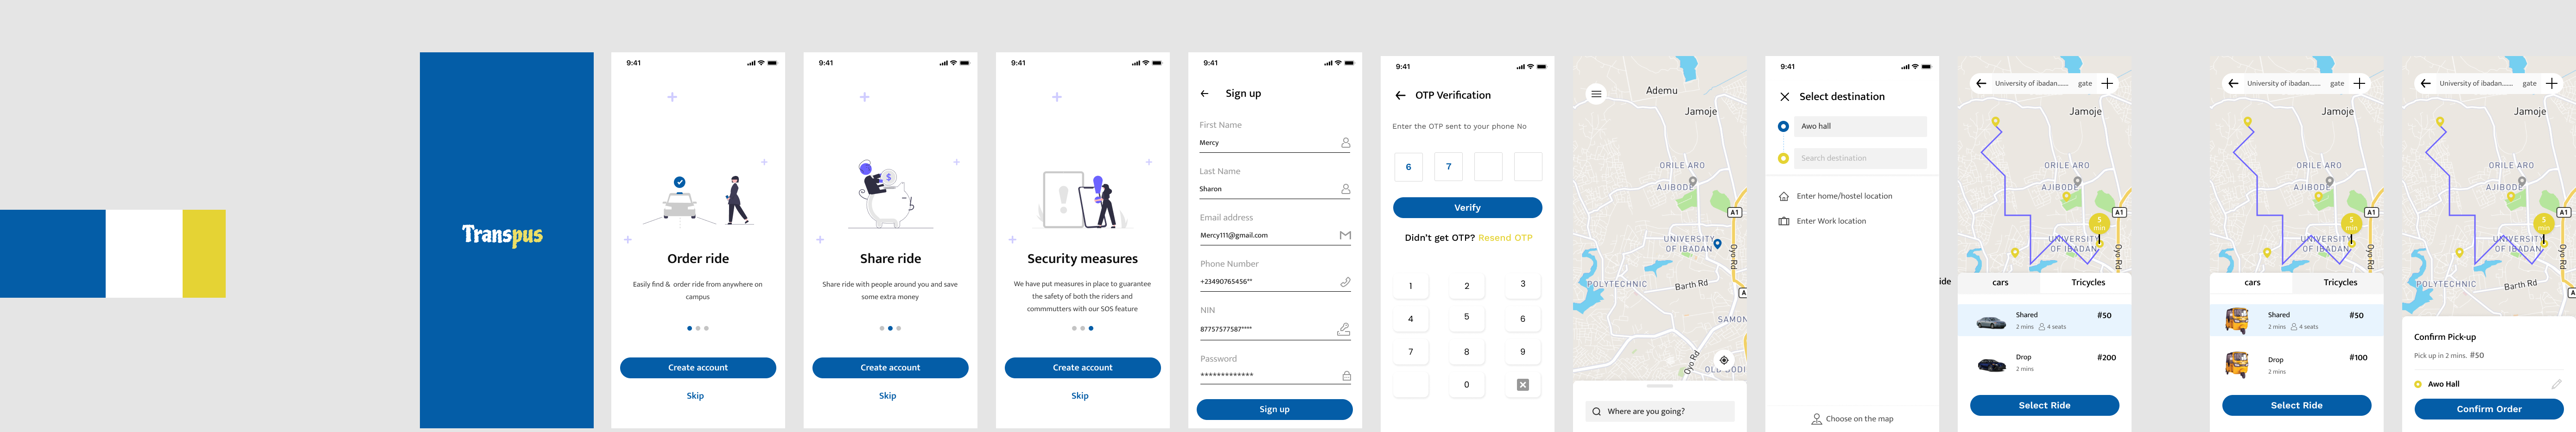 Transpus
9:41
Order ride
Easily find & order ride from anywhere on
campus
Create account
Skip
9:41
Share ride
Share ride with people around you and save
some extra money
Create account
Skip
9:41
Security measures
We have put measures in place to guarantee
the safety of both the riders and
commmutters with our SOS feature
Create account
Skip
9:41
Sign up
First Name
Mercy
Last Name
Sharon
Email address
Mercy111@gmail.com
Phone Number
+23490765456**
NIN
87757577587****
Password
*************
Sign up
9:41
OTP Verification
Enter the OTP sent to your phone No
6 7
Verify
Didn't get OTP? Resend OTP
1 2 3
4 5 6
7 8 9
0
Ademu
Jamoje
ORILE ARO
AJIBODE
A1
UNIVERSITY
OF IBADAN
Oyo Rd
POLYTECHNIC
Barth Rd
A
SAMON
Oyo Rd
Where are you going?
9:41
Select destination
Awo hall
Search destination
Enter home/hostel location
Enter Work location
Choose on the map
ide
University of ibadan...... gate
Jamoje
ORILE ARO
AJIBODE
A1
5
min
UNIVERSITY
OF IBADAN
Oyo Rd
POLYTECHNIC
cars Tricycles
Shared #50
2 mins 4 seats
Drop #200
2 mins
Select Ride
University of ibadan...... gate
Jamoje
ORILE ARO
AJIBODE
A1
5
min
UNIVERSITY
OF IBADAN
Oyo Rd
cars Tricycles
Shared #50
2 mins 4 seats
Drop #100
2 mins
Select Ride
University of ibadan...... gate
Jamoje
ORILE ARO
AJIBODE
A1
5
min
UNIVERSITY
OF IBADAN
Oyo Rd
POLYTECHNIC
Barth Rd
Confirm Pick-up
Pick up in 2 mins. #50
Awo Hall
Confirm Order